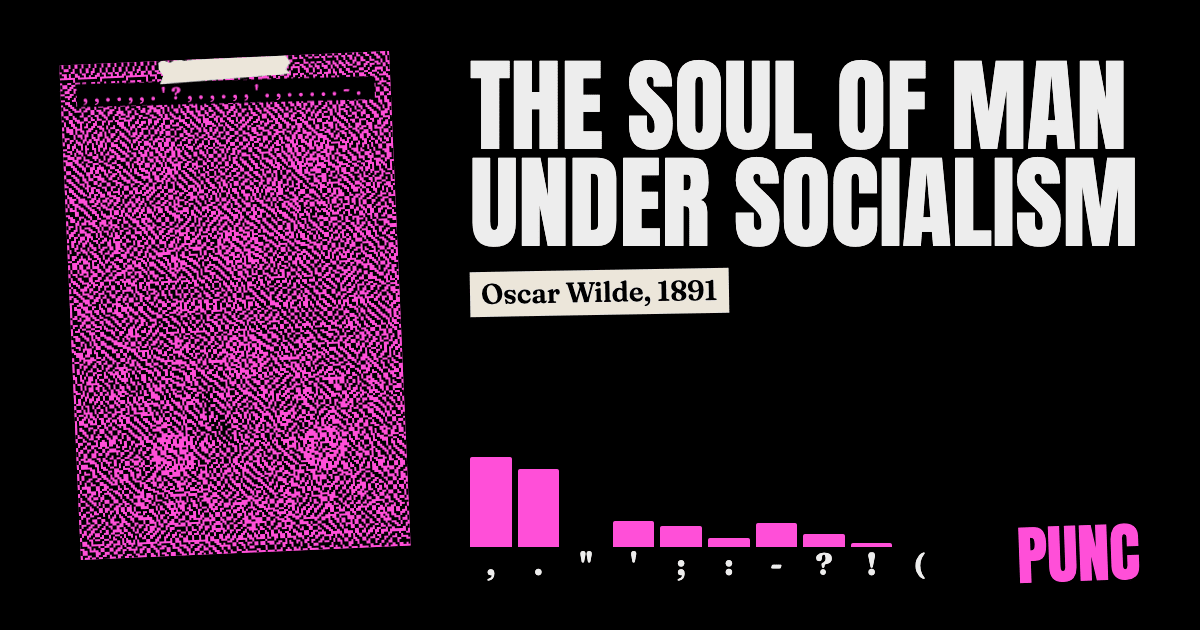 , , . . , , . ' ? , . . , , , ' . , . . . . . - .
THE SOUL OF MAN
UNDER SOCIALISM
Oscar Wilde, 1891
, . " ' ; : - ? ! (
PUNC